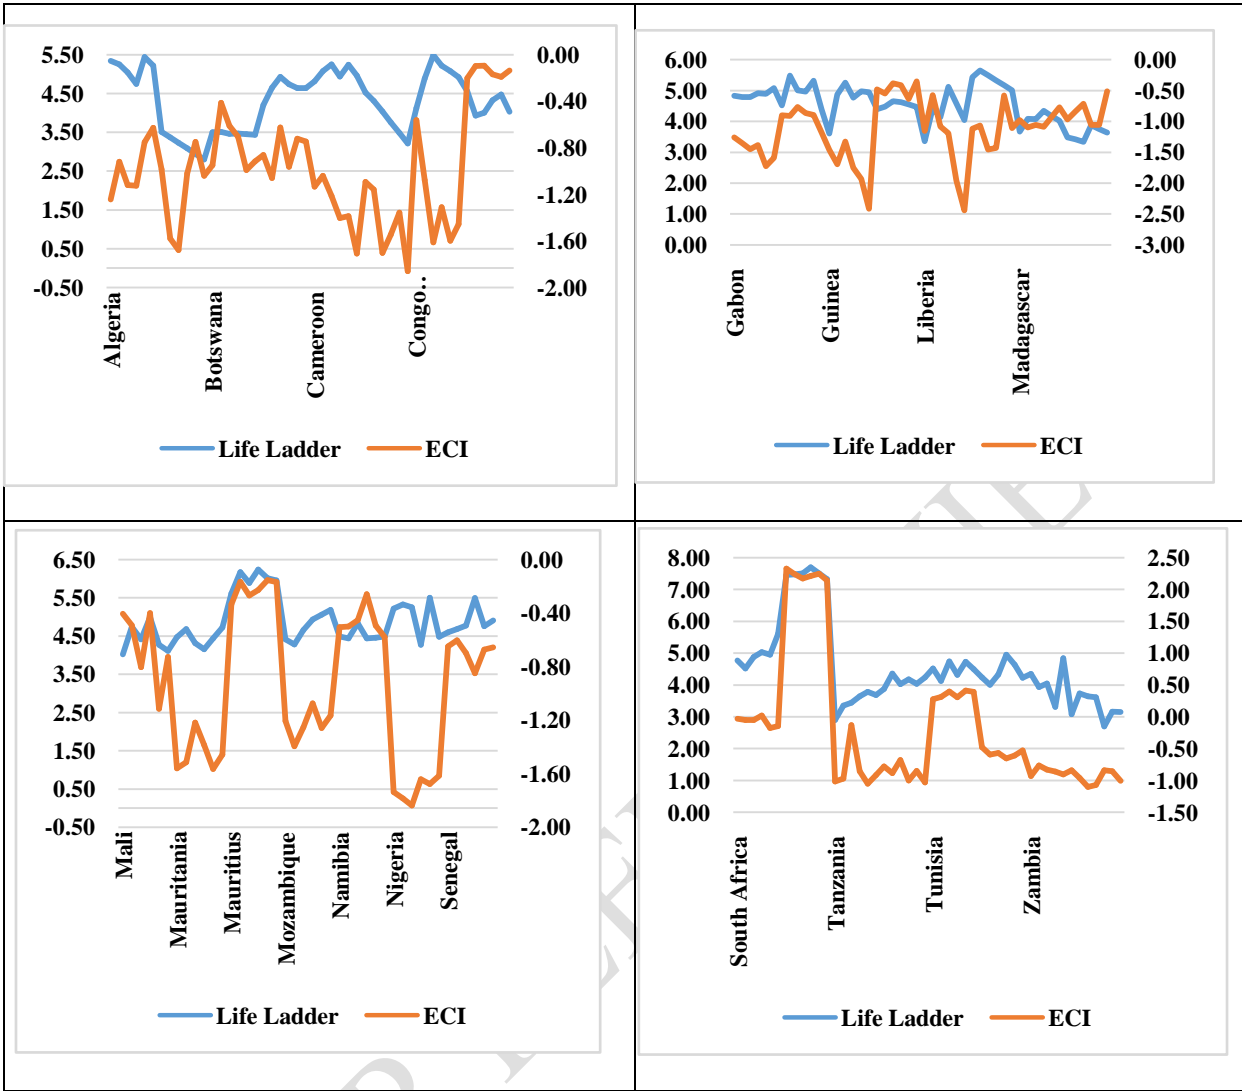 5.50
4.50
3.50
2.50
1.50
0.50
-0.50
0.00
-0.40
-0.80
-1.20
-1.60
-2.00
Algeria
Botswana
Cameroon
Congo..
Life Ladder
ECI
6.00
5.00
4.00
3.00
2.00
1.00
0.00
0.00
-0.50
-1.00
-1.50
-2.00
-2.50
-3.00
Gabon
Guinea
Liberia
Madagascar
Life Ladder
ECI
6.50
5.50
4.50
3.50
2.50
1.50
0.50
-0.50
0.00
-0.40
-0.80
-1.20
-1.60
-2.00
Mali
Mauritania
Mauritius
Mozambique
Namibia
Nigeria
Senegal
Life Ladder
ECI
8.00
7.00
6.00
5.00
4.00
3.00
2.00
1.00
0.00
2.50
2.00
1.50
1.00
0.50
0.00
-0.50
-1.00
-1.50
South Africa
Tanzania
Tunisia
Zambia
Life Ladder
ECI